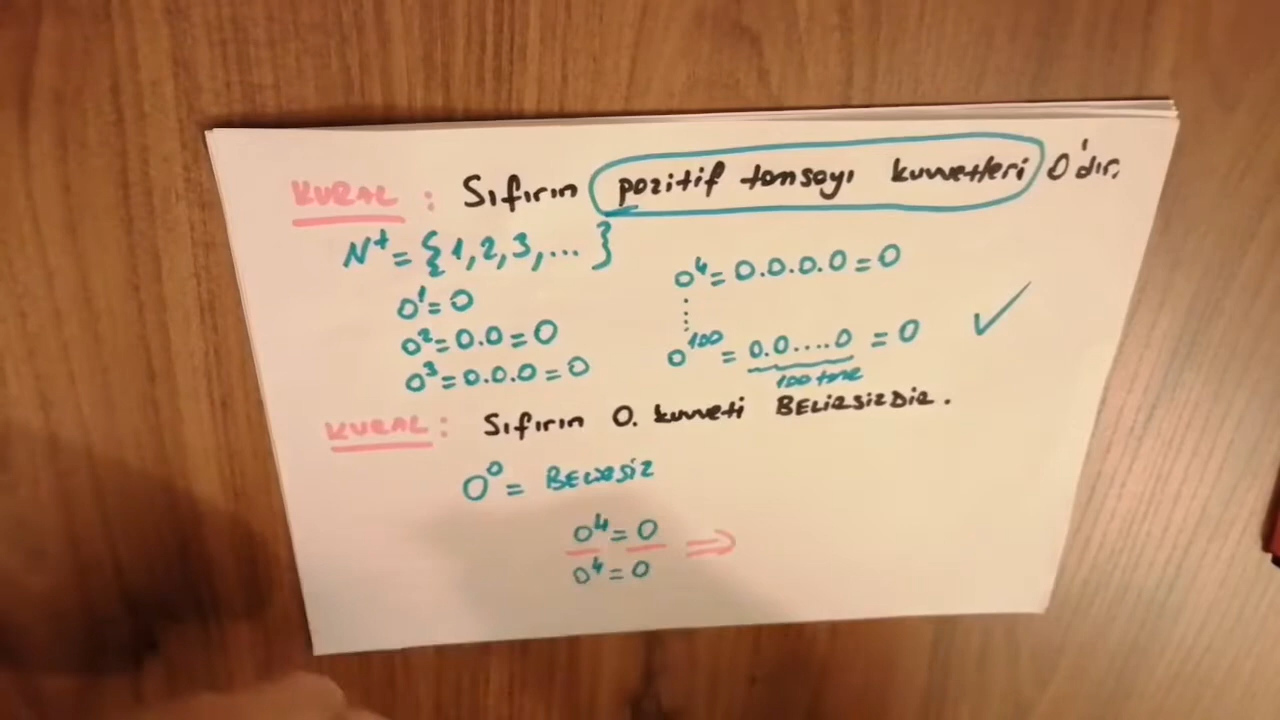 KURAL : Sıfırın pozitif tamsayı kuvvetleri 0'dır.
N⁺ = {1,2,3,...}
0¹ = 0
0² = 0.0 = 0
0³ = 0.0.0 = 0
0⁴ = 0.0.0.0 = 0
⋮
0¹⁰⁰ = 0.0....0 = 0 ✓
100 tane
KURAL : Sıfırın 0. kuvveti BELİRSİZDİR.
0⁰ = BELİRSİZ
0⁴ = 0 ⇒
0⁴ = 0